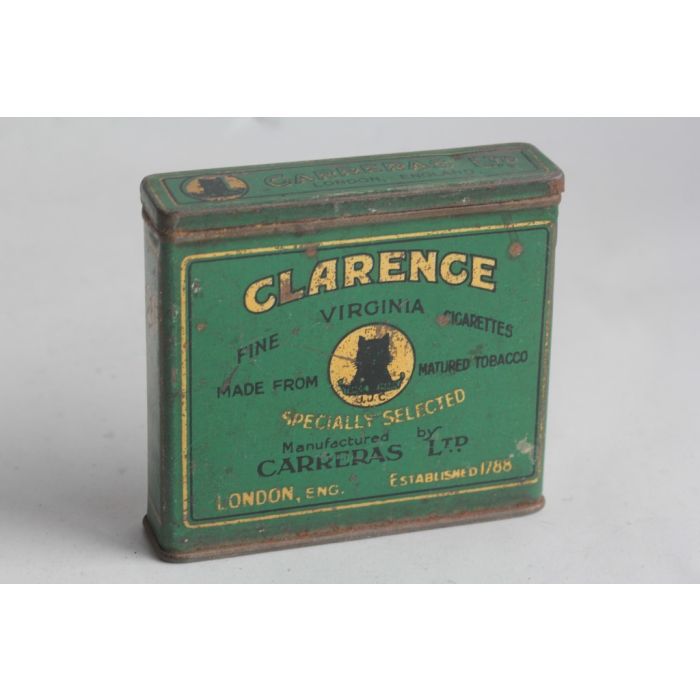 CARRERAS LTD
LONDON, ENGLAND
CLARENCE
VIRGINIA
FINE CIGARETTES
MADE FROM MATURED TOBACCO
J.J.C.
SPECIALLY SELECTED
Manufactured by
CARRERAS LTD
LONDON, ENG. ESTABLISHED 1788